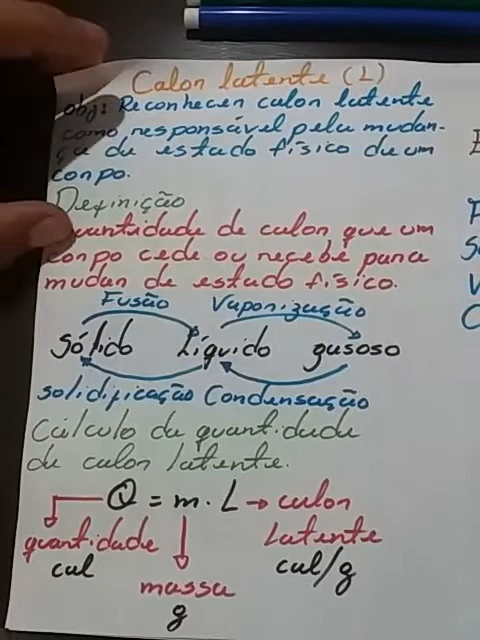 Calor latente (L)
obj: Reconhecer calor latente
como responsável pela mudan-
ça de estado físico de um
corpo.
Definição
quantidade de calor que um
corpo cede ou recebe para
mudar de estado físico.
Fusão Vaporização
Sólido Líquido gasoso
solidificação Condensação
Cálculo da quantidade
de calor latente.
Q = m . L → calor
quantidade latente
cal cal/g
massa
g